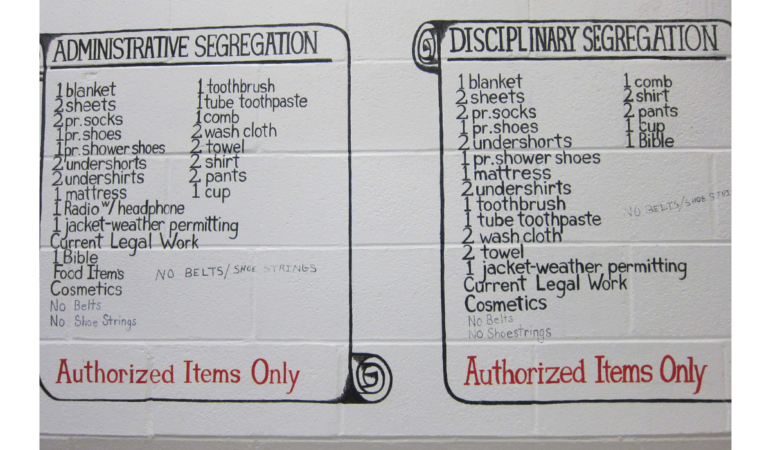 ADMINISTRATIVE SEGREGATION
1 blanket
2 sheets
2 pr. socks
1 pr. shoes
1 pr. shower shoes
2 undershorts
2 undershirts
1 mattress
1 Radio w/ headphone
1 jacket-weather permitting
Current Legal Work
1 Bible
Food Item's
Cosmetics
No Belts
No Shoe Strings
1 toothbrush
1 tube toothpaste
1 comb
2 wash cloth
2 towel
2 shirt
2 pants
1 cup
NO BELTS/SHOE STRINGS
Authorized Items Only
DISCIPLINARY SEGREGATION
1 blanket
2 sheets
2 pr. socks
1 pr. shoes
2 undershorts
1 pr. shower shoes
1 mattress
2 undershirts
1 toothbrush
1 tube toothpaste
2 wash cloth
2 towel
1 jacket-weather permitting
Current Legal Work
Cosmetics
No Belts
No Shoestrings
1 comb
2 shirt
2 pants
1 cup
1 Bible
NO BELTS/SHOE STRI
Authorized Items Only